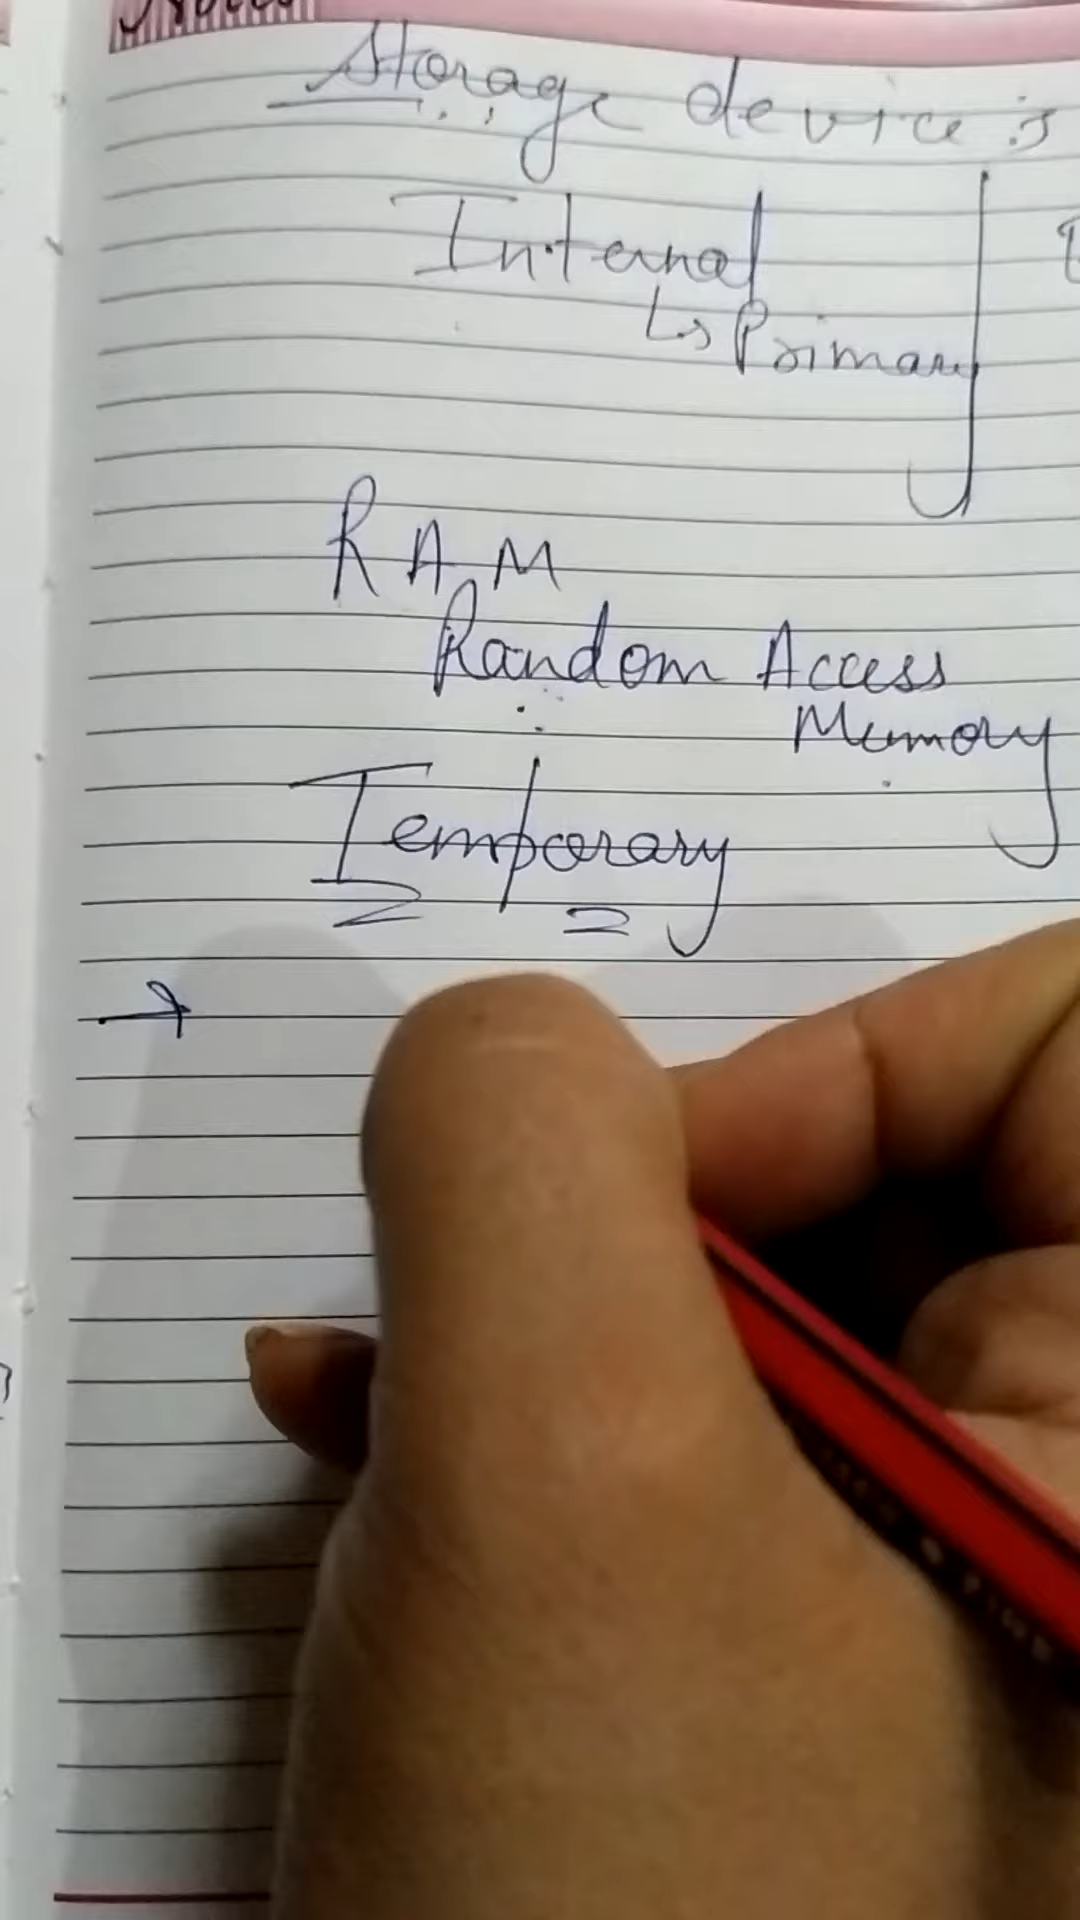 Storage device is
Internal
↳ Primary
RAM
Random Access
Memory
Temporary
→